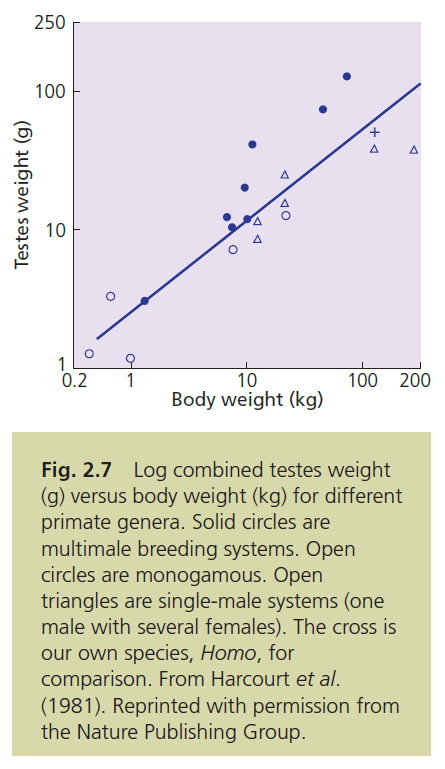 250
100
10
1
Testes weight (g)
0.2 1 10 100 200
Body weight (kg)
Fig. 2.7 Log combined testes weight
(g) versus body weight (kg) for different
primate genera. Solid circles are
multimale breeding systems. Open
circles are monogamous. Open
triangles are single-male systems (one
male with several females). The cross is
our own species, Homo, for
comparison. From Harcourt et al.
(1981). Reprinted with permission from
the Nature Publishing Group.